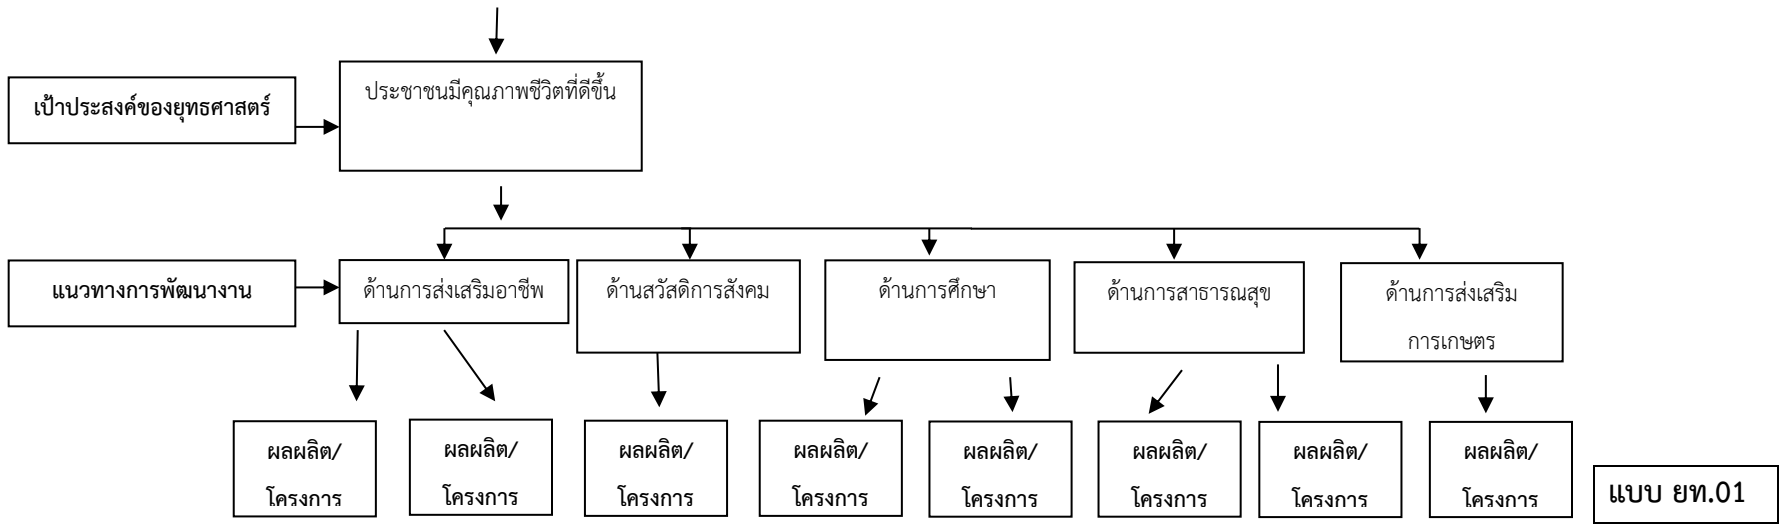 ประชาชนมีคุณภาพชีวิตที่ดีขึ้น
เป้าประสงค์ของยุทธศาสตร์
แนวทางการพัฒนางาน
ด้านการส่งเสริมอาชีพ
ด้านสวัสดิการสังคม
ด้านการศึกษา
ด้านการสาธารณสุข
ด้านการส่งเสริม
การเกษตร
ผลผลิต/
โครงการ
ผลผลิต/
โครงการ
ผลผลิต/
โครงการ
ผลผลิต/
โครงการ
ผลผลิต/
โครงการ
ผลผลิต/
โครงการ
ผลผลิต/
โครงการ
ผลผลิต/
โครงการ
แบบ ยท.01